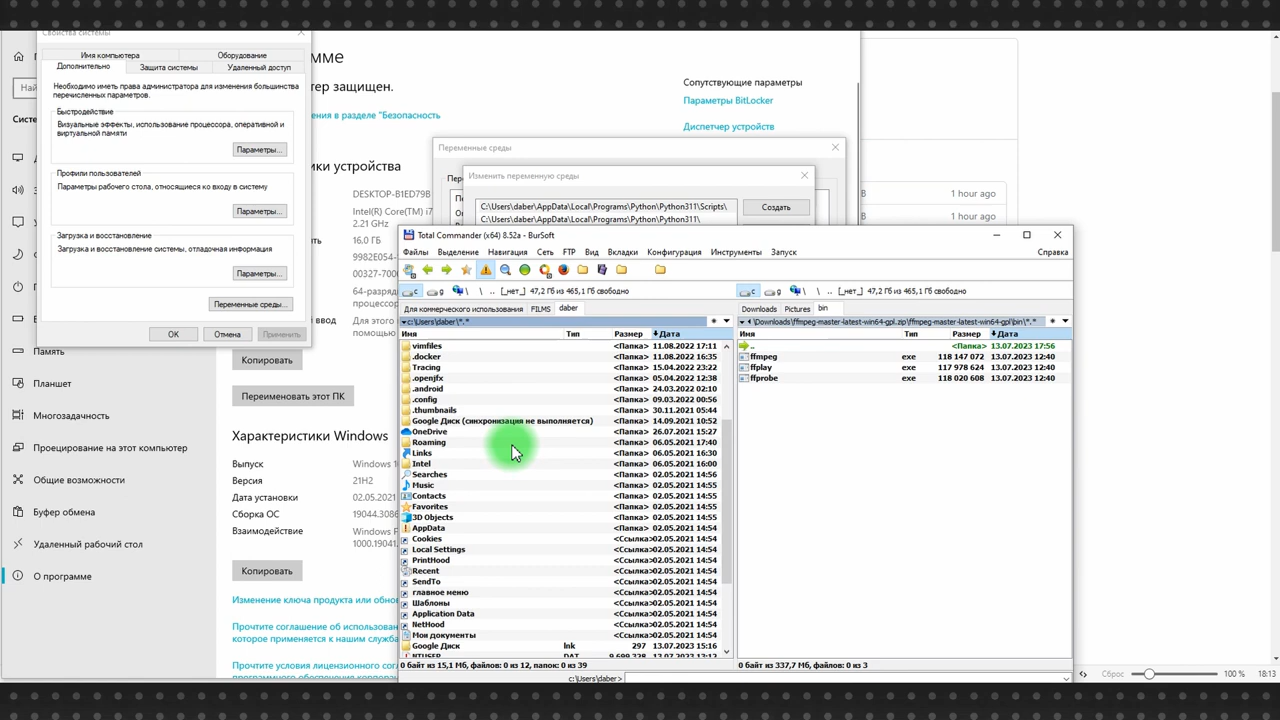 Свойства системы
Имя компьютера
Оборудование
Дополнительно
Защита системы
Удаленный доступ
Необходимо иметь права администратора для изменения большинства
перечисленных параметров.
Быстродействие
Визуальные эффекты, использование процессора, оперативной и
виртуальной памяти
Параметры...
Профили пользователей
Параметры рабочего стола, относящиеся ко входу в систему
Параметры...
Загрузка и восстановление
Загрузка и восстановление системы, отладочная информация
Параметры...
Переменные среды...
OK
Отмена
Применить
Най
Сис
Память
Планшет
Многозадачность
Проецирование на этот компьютер
Общие возможности
Буфер обмена
Удаленный рабочий стол
О программе
мме
тер защищен.
ения в разделе "Безопасность
ики устройства
DESKTOP-B1ED79B
Intel(R) Core(TM) i7
2.21 GHz
16,0 ГБ
9982E054-
00327-700
64-разряд
процессор
ввод
Для этого
помощью
Копировать
Переименовать этот ПК
Характеристики Windows
Выпуск
Windows 1
Версия
21H2
Дата установки
02.05.2021
Сборка ОС
19044.3086
Взаимодействие
Windows F
1000.19041.
Копировать
Изменение ключа продукта или обно
Прочтите соглашение об использован
которое применяется к нашим служба
Прочтите условия лицензионного
Сопутствующие параметры
Параметры BitLocker
Диспетчер устройств
1 hour ago
1 hour ago
Переменные среды
Пер
Изменить переменную среды
C:\Users\daber\AppData\Local\Programs\Python\Python311\Scripts\
C:\Users\daber\AppData\Local\Programs\Python\Python311\
Создать
Total Commander (x64) 8.52a - BurSoft
Файлы Выделение Навигация Сеть FTP Вид Вкладки Конфигурация Инструменты Запуск
Справка
c g \ .. [_нет_] 47,2 Гб из 465,1 Гб свободно
c g \ .. [_нет_] 47,2 Гб из 465,1 Гб свободно
Для коммерческого использования FILMS daber
Downloads Pictures bin
c:\Users\daber\*.*
\Downloads\ffmpeg-master-latest-win64-gpl.zip\ffmpeg-master-latest-win64-gpl\bin\*.*
Имя Тип Размер Дата
Имя Тип Размер Дата
vimfiles <Папка> 11.08.2022 17:11
.docker <Папка> 11.08.2022 16:35
Tracing <Папка> 15.04.2022 23:22
.openjfx <Папка> 05.04.2022 12:38
.android <Папка> 24.03.2022 02:10
.config <Папка> 09.03.2022 00:56
.thumbnails <Папка> 30.11.2021 05:44
Google Диск (синхронизация не выполняется) <Папка> 14.09.2021 10:52
OneDrive <Папка> 26.07.2021 15:27
Roaming <Папка> 06.05.2021 17:40
Links <Папка> 06.05.2021 16:30
Intel <Папка> 06.05.2021 16:00
Searches <Папка> 02.05.2021 14:56
Music <Папка> 02.05.2021 14:55
Contacts <Папка> 02.05.2021 14:55
Favorites <Папка> 02.05.2021 14:55
3D Objects <Папка> 02.05.2021 14:55
AppData <Папка> 02.05.2021 14:54
Cookies <Ссылка> 02.05.2021 14:54
Local Settings <Ссылка> 02.05.2021 14:54
PrintHood <Ссылка> 02.05.2021 14:54
Recent <Ссылка> 02.05.2021 14:54
SendTo <Ссылка> 02.05.2021 14:54
главное меню <Ссылка> 02.05.2021 14:54
Шаблоны <Ссылка> 02.05.2021 14:54
Application Data <Ссылка> 02.05.2021 14:54
NetHood <Ссылка> 02.05.2021 14:54
Мои документы <Ссылка> 02.05.2021 14:54
Google Диск lnk 297 13.07.2023 15:16
.. <Папка> 13.07.2023 17:56
ffmpeg exe 118 147 072 13.07.2023 12:40
ffplay exe 117 978 624 13.07.2023 12:40
ffprobe exe 118 020 608 13.07.2023 12:40
0 байт из 15,1 Мб, файлы: 0 из 12, папок: 0 из 39
0 байт из 337,7 Мб, файлы: 0 из 3
c:\Users\daber>
Сброс
100 %
18:13